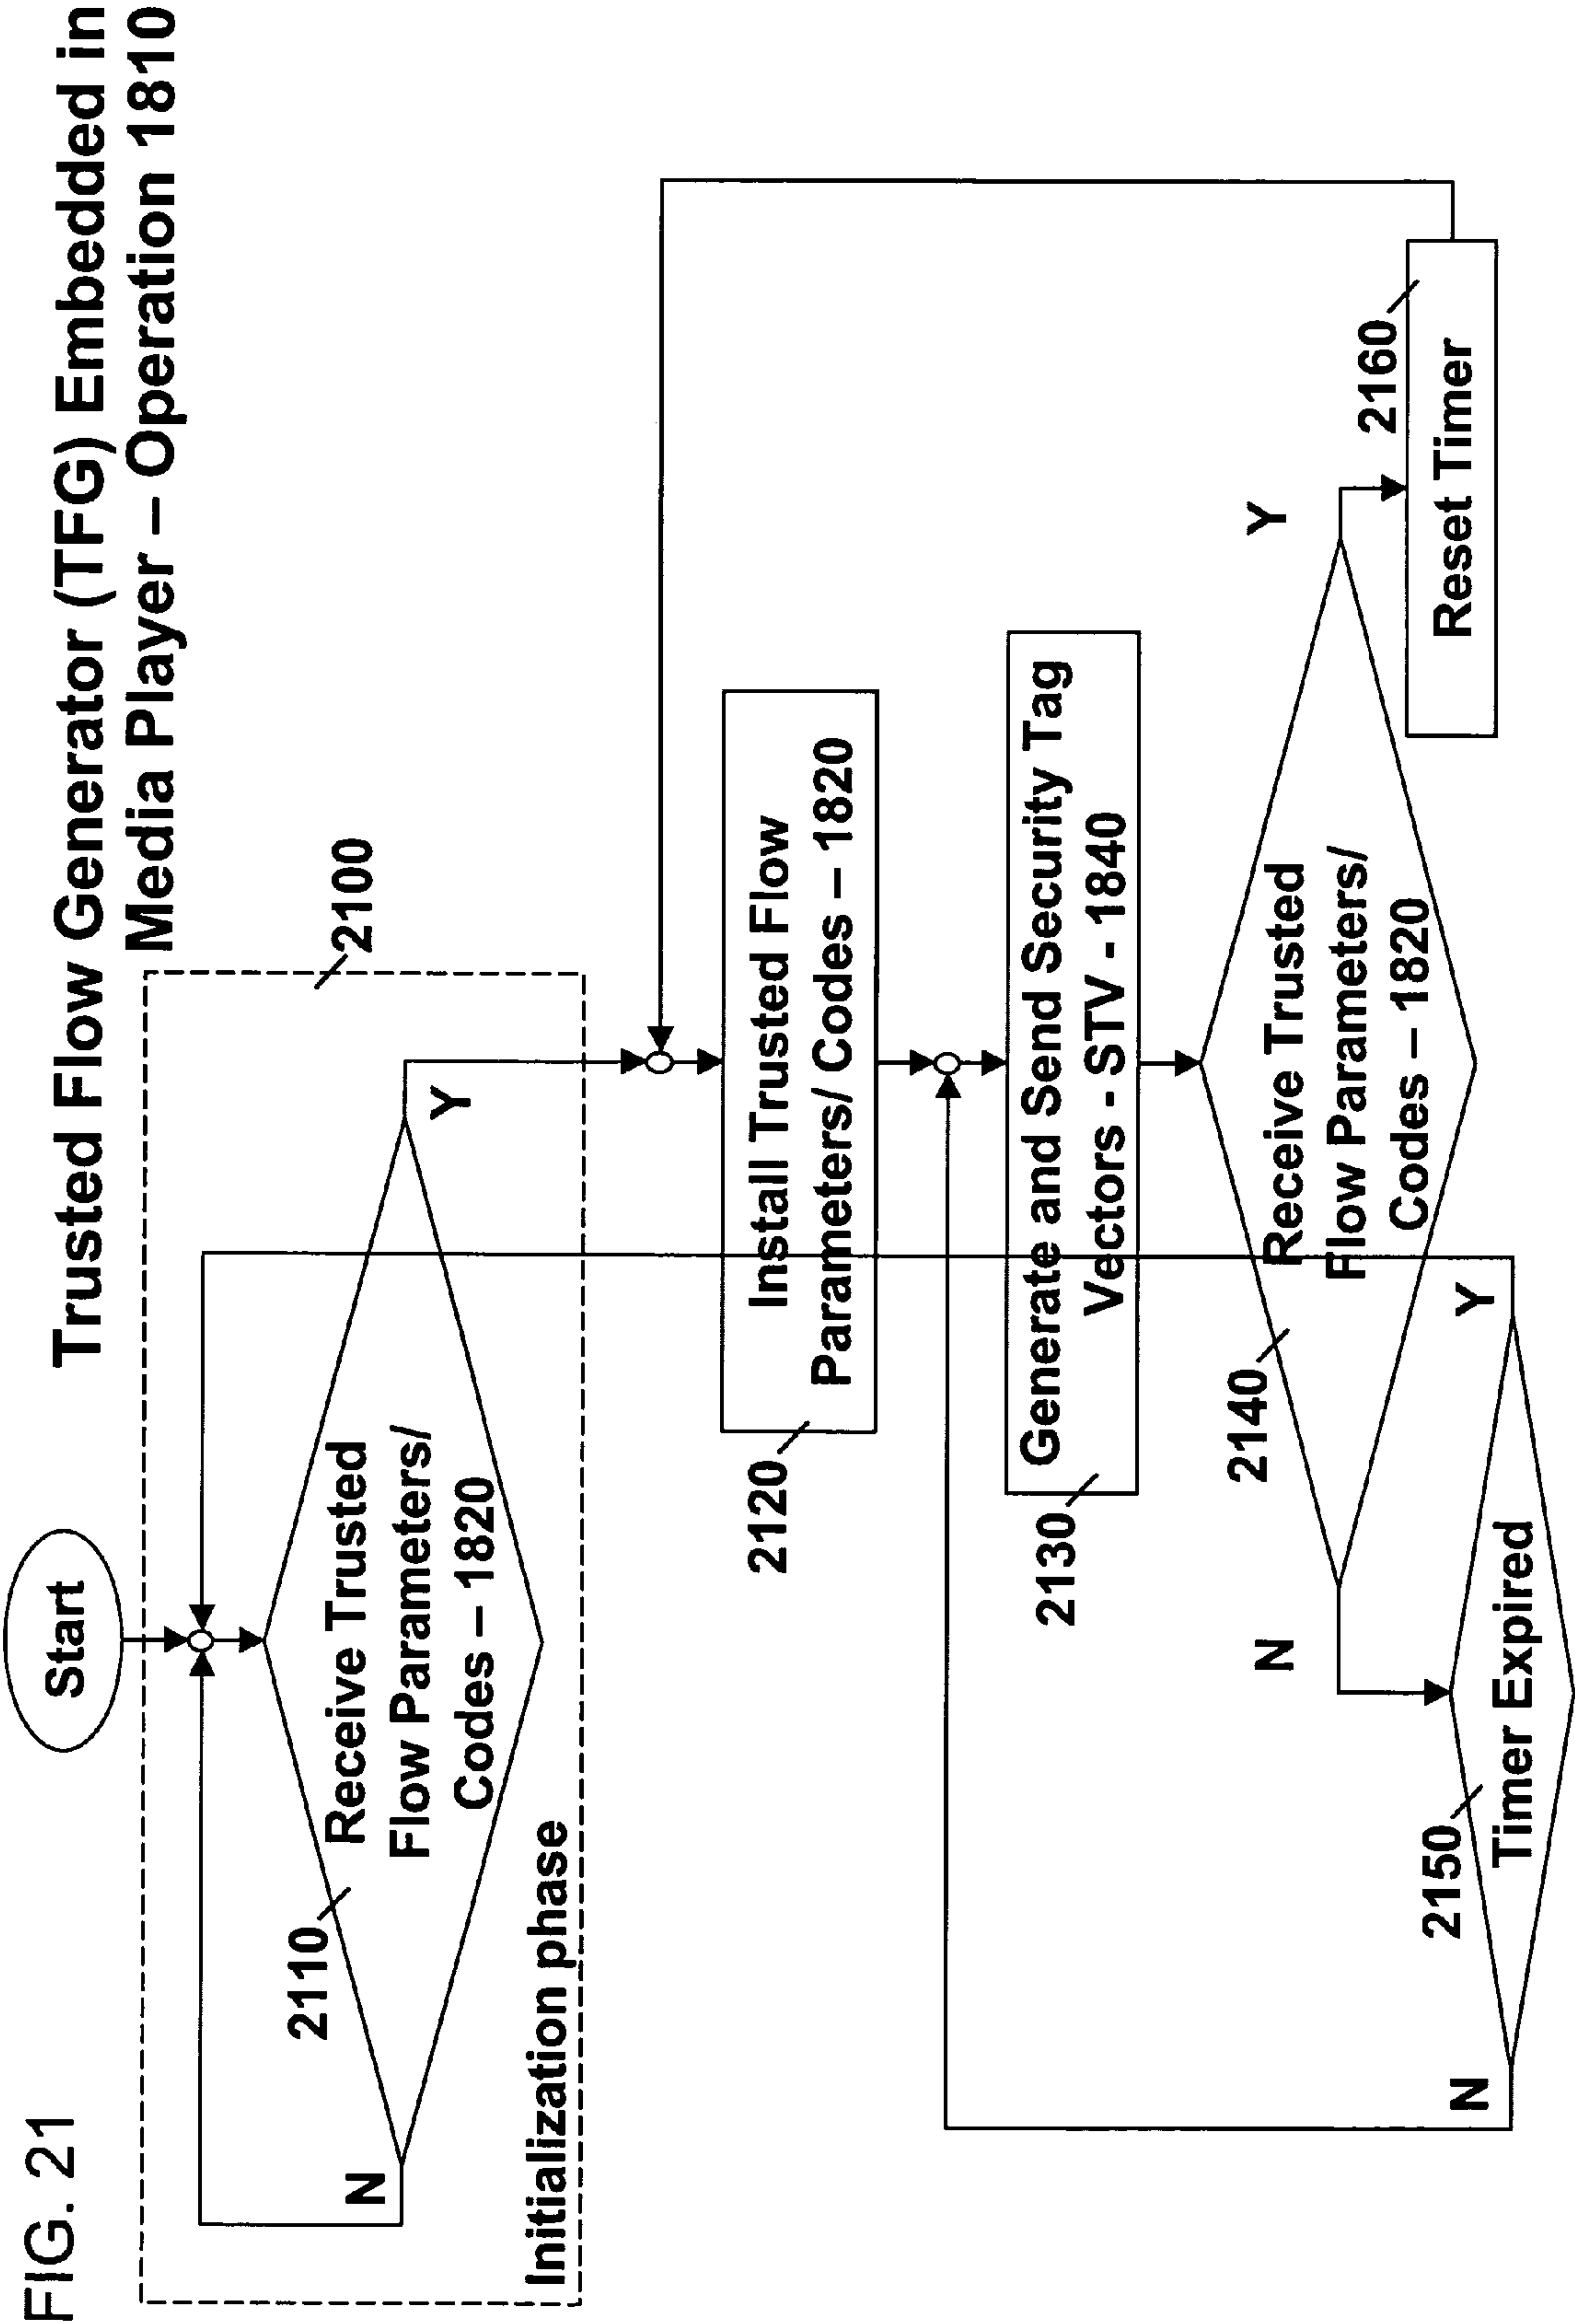 FIG. 21
Trusted Flow Generator (TFG) Embedded in
Media Player – Operation 1810
Start
2100
2110
Receive Trusted
Flow Parameters/
Codes – 1820
N
Y
Initialization phase
2120
Install Trusted Flow
Parameters/ Codes – 1820
2130
Generate and Send Security Tag
Vectors - STV - 1840
2140
Receive Trusted
Flow Parameters/
Codes – 1820
N
Y
2150
Timer Expired
N
Y
2160
Reset Timer